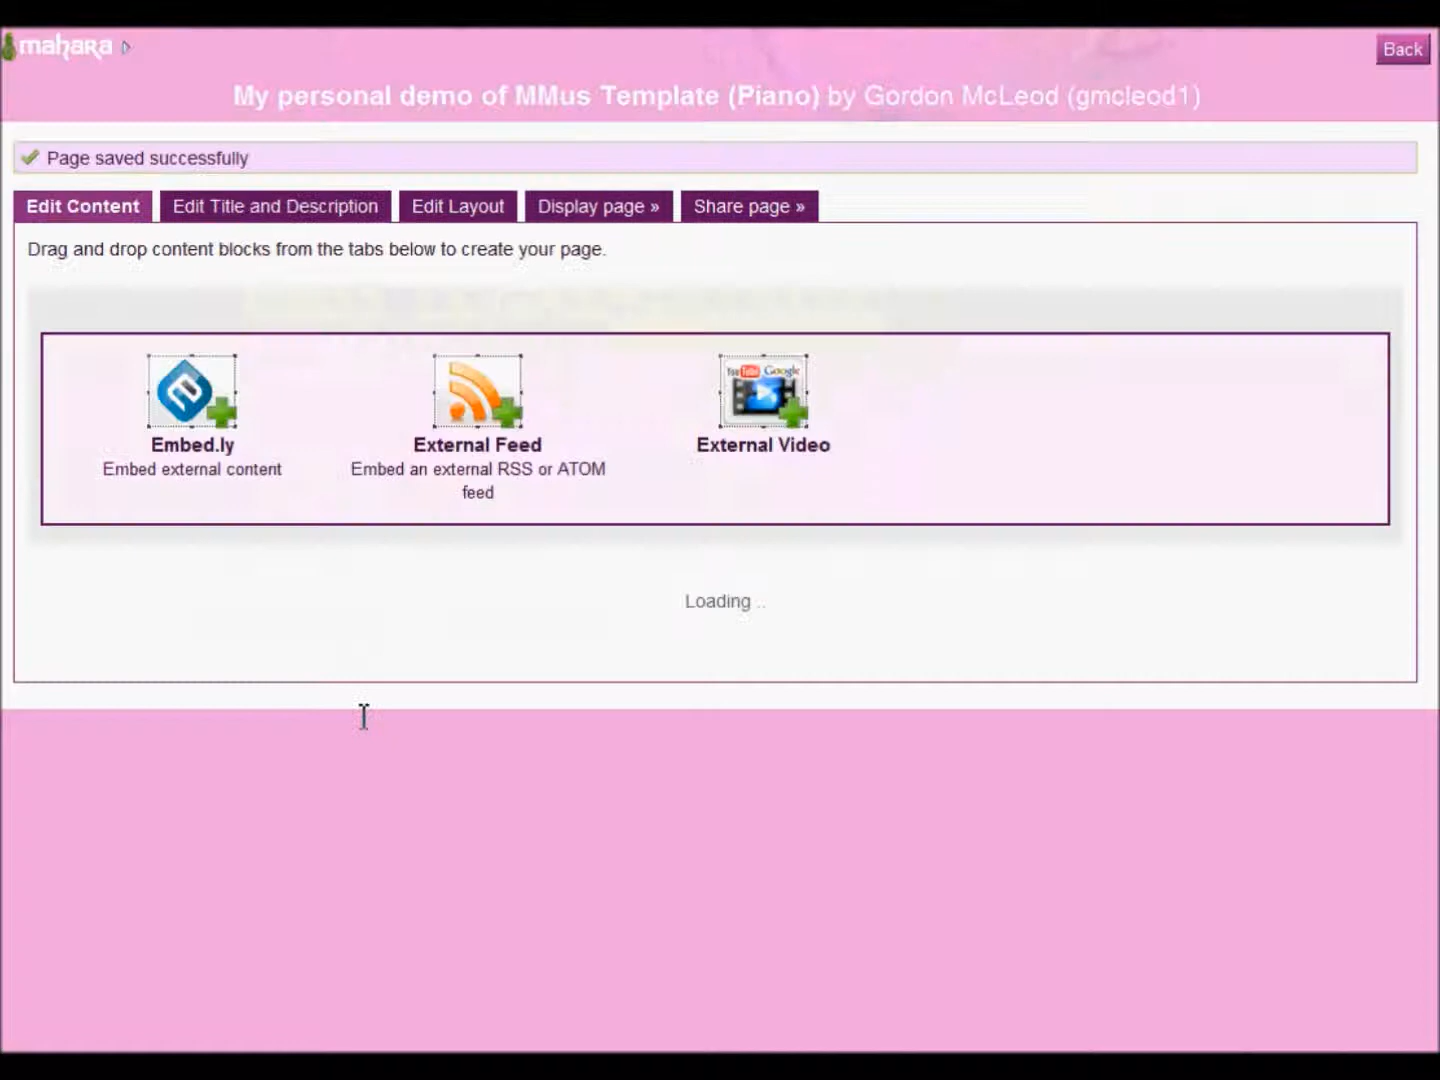 mahara
Back
My personal demo of MMus Template (Piano) by Gordon McLeod (gmcleod1)
Page saved successfully
Edit Content
Edit Title and Description
Edit Layout
Display page »
Share page »
Drag and drop content blocks from the tabs below to create your page.
YouTube Google
Embed.ly
External Feed
External Video
Embed external content
Embed an external RSS or ATOM
feed
Loading ..